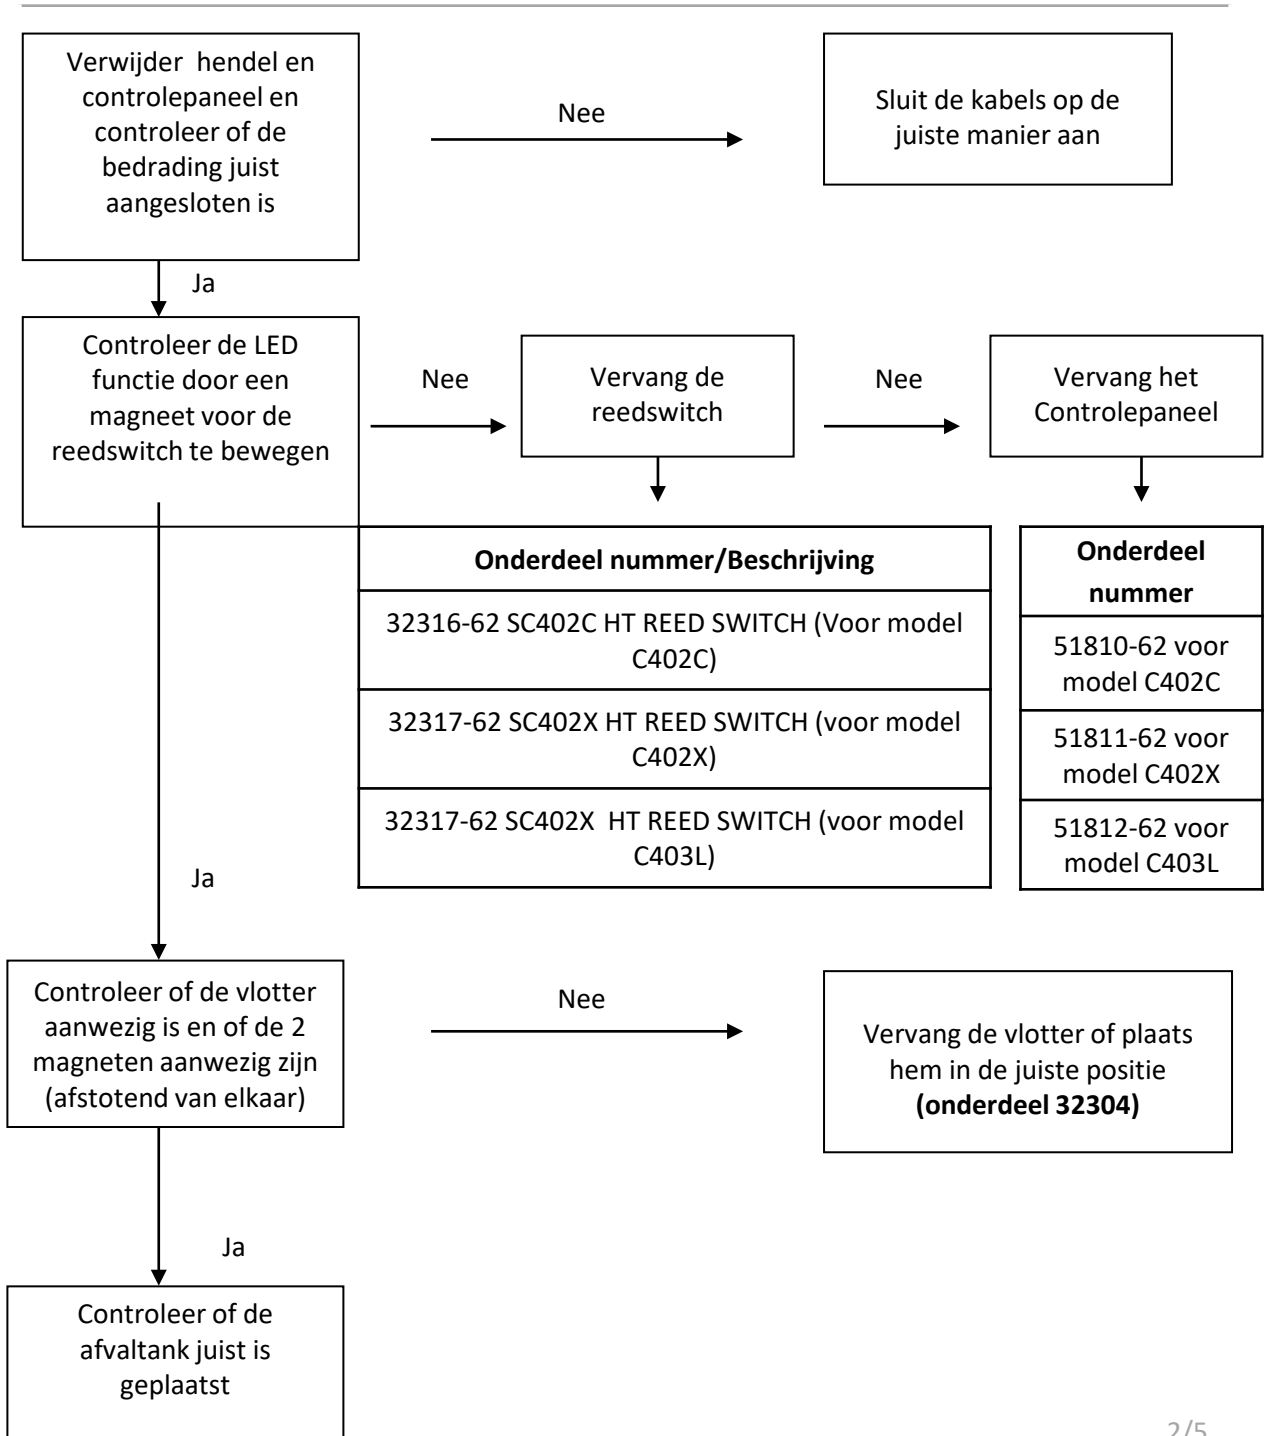 Verwijder hendel en
controlepaneel en
controleer of de
bedrading juist
aangesloten is
Nee
Sluit de kabels op de
juiste manier aan
Ja
Controleer de LED
functie door een
magneet voor de
reedswitch te bewegen
Nee
Vervang de
reedswitch
Nee
Vervang het
Controlepaneel
Onderdeel nummer/Beschrijving
32316-62 SC402C HT REED SWITCH (Voor model
C402C)
32317-62 SC402X HT REED SWITCH (voor model
C402X)
32317-62 SC402X HT REED SWITCH (voor model
C403L)
Onderdeel
nummer
51810-62 voor
model C402C
51811-62 voor
model C402X
51812-62 voor
model C403L
Ja
Controleer of de vlotter
aanwezig is en of de 2
magneten aanwezig zijn
(afstotend van elkaar)
Nee
Vervang de vlotter of plaats
hem in de juiste positie
(onderdeel 32304)
Ja
Controleer of de
afvaltank juist is
geplaatst
2/5